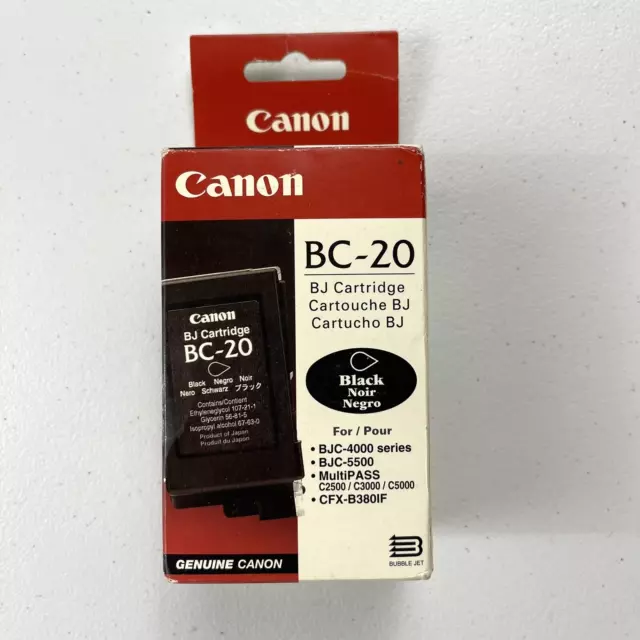 Canon
Canon
BC-20
BJ Cartridge
Cartouche BJ
Cartucho BJ
Black
Noir
Negro
For / Pour
• BJC-4000 series
• BJC-5500
• MultiPASS
C2500 / C3000 / C5000
• CFX-B380IF
BUBBLE JET
Canon
BJ Cartridge
BC-20
Black Negro Noir
Nero Schwarz ブラック
Contains/Contient
Ethyleneglycol 107-21-1
Glycerin 56-81-5
Isopropyl alcohol 67-63-0
Product of Japan
Produit du Japon
GENUINE CANON